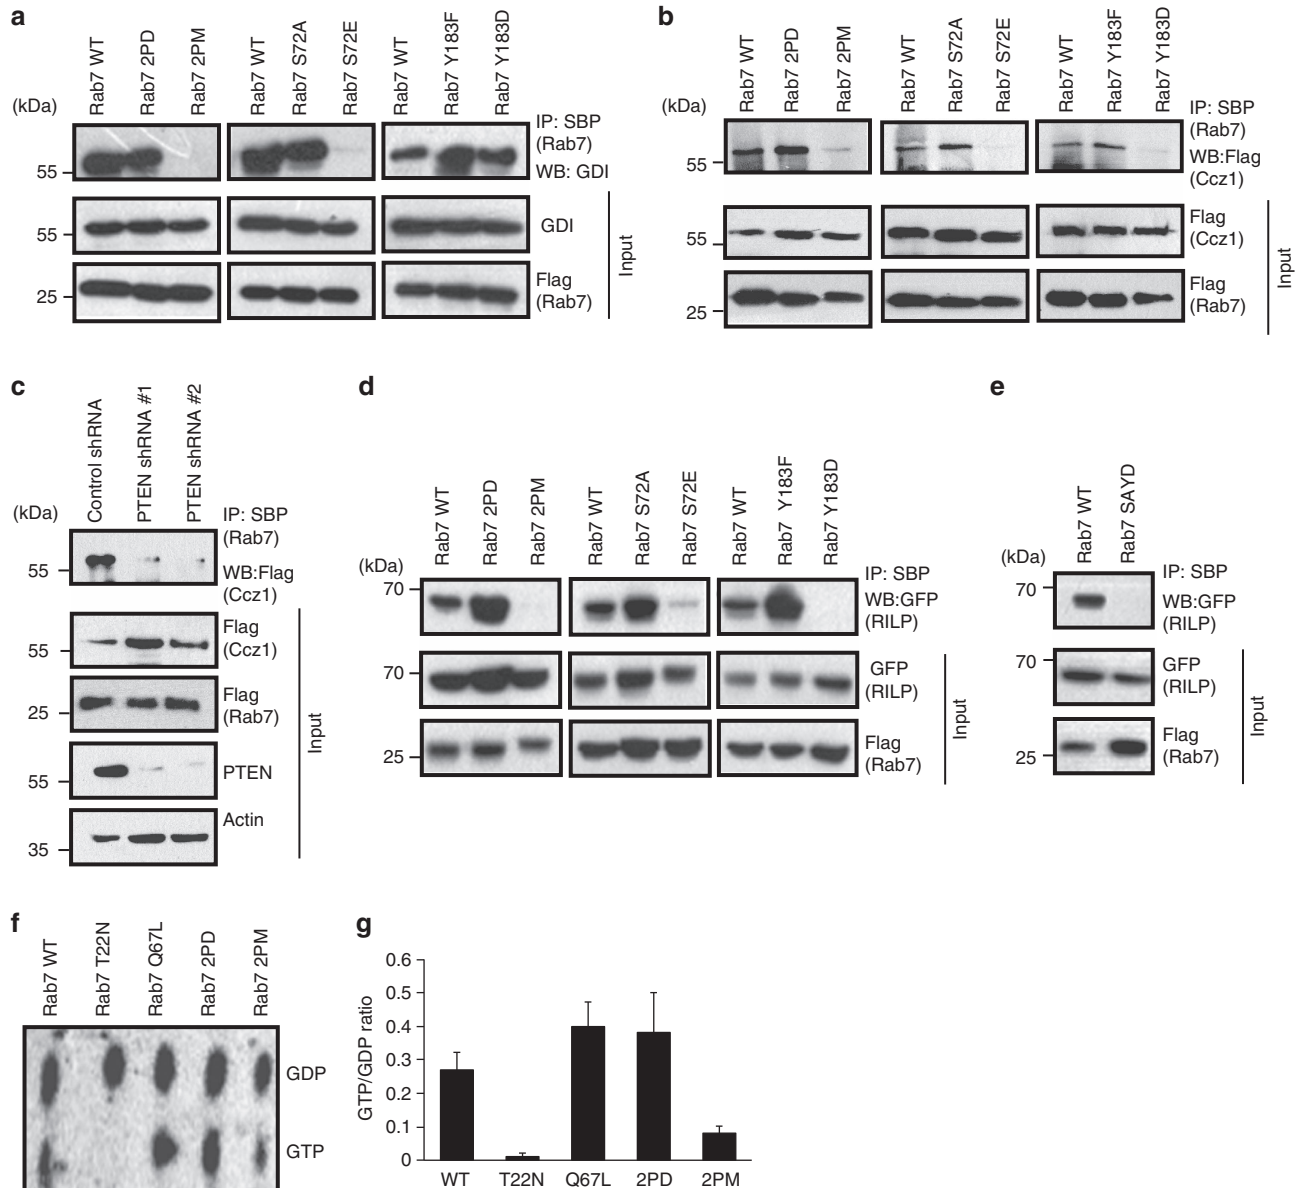 a
Rab7 WT
Rab7 2PD
Rab7 2PM
Rab7 WT
Rab7 S72A
Rab7 S72E
Rab7 WT
Rab7 Y183F
Rab7 Y183D
(kDa)
IP: SBP
(Rab7)
WB: GDI
55
GDI
55
Flag
(Rab7)
25
Input
b
Rab7 WT
Rab7 2PD
Rab7 2PM
Rab7 WT
Rab7 S72A
Rab7 S72E
Rab7 WT
Rab7 Y183F
Rab7 Y183D
(kDa)
IP: SBP
(Rab7)
WB:Flag
(Ccz1)
55
Flag
(Ccz1)
55
Flag
(Rab7)
25
Input
c
Control shRNA
PTEN shRNA #1
PTEN shRNA #2
(kDa)
IP: SBP
(Rab7)
WB:Flag
(Ccz1)
55
Flag
(Ccz1)
55
Flag
(Rab7)
25
PTEN
55
Actin
35
Input
d
Rab7 WT
Rab7 2PD
Rab7 2PM
Rab7 WT
Rab7 S72A
Rab7 S72E
Rab7 WT
Rab7 Y183F
Rab7 Y183D
(kDa)
IP: SBP
WB:GFP
(RILP)
70
GFP
(RILP)
70
Flag
(Rab7)
25
Input
e
Rab7 WT
Rab7 SAYD
(kDa)
IP: SBP
WB:GFP
(RILP)
70
GFP
(RILP)
70
Flag
(Rab7)
25
Input
f
Rab7 WT
Rab7 T22N
Rab7 Q67L
Rab7 2PD
Rab7 2PM
GDP
GTP
g
GTP/GDP ratio
0.6
0.5
0.4
0.3
0.2
0.1
0
WT T22N Q67L 2PD 2PM